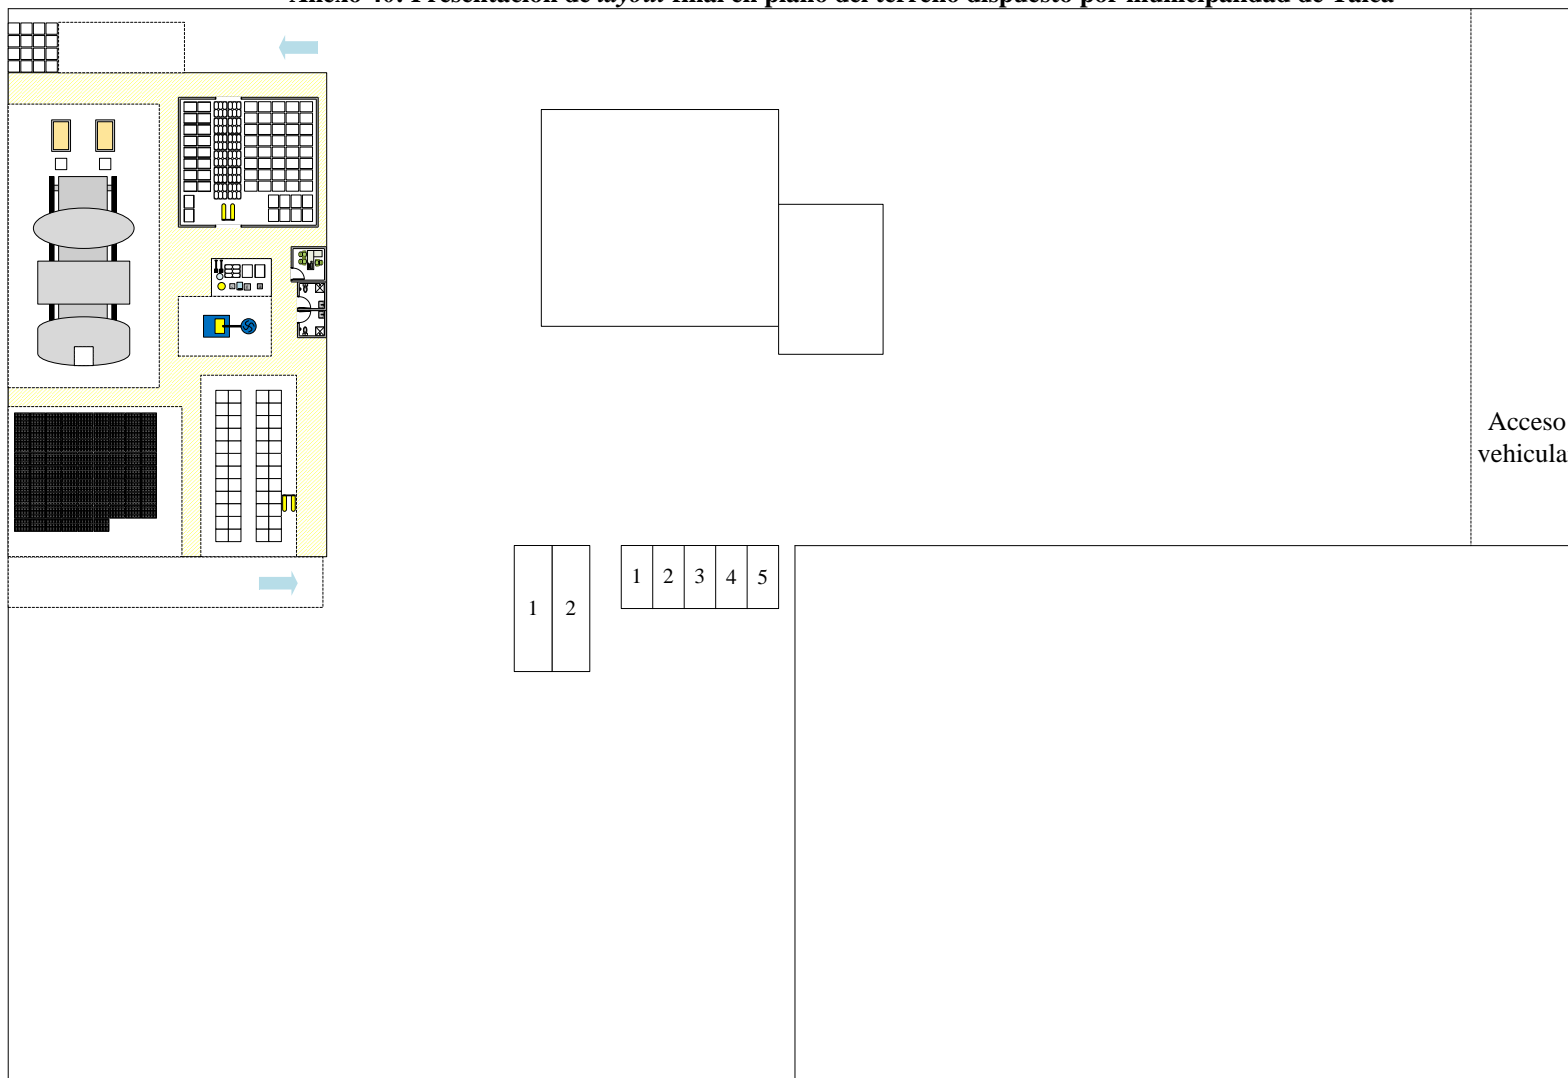 Anexo 40: Presentación de layout final en plano del terreno dispuesto por municipalidad de Talca
Acceso
vehicula
1 2
1 2 3 4 5